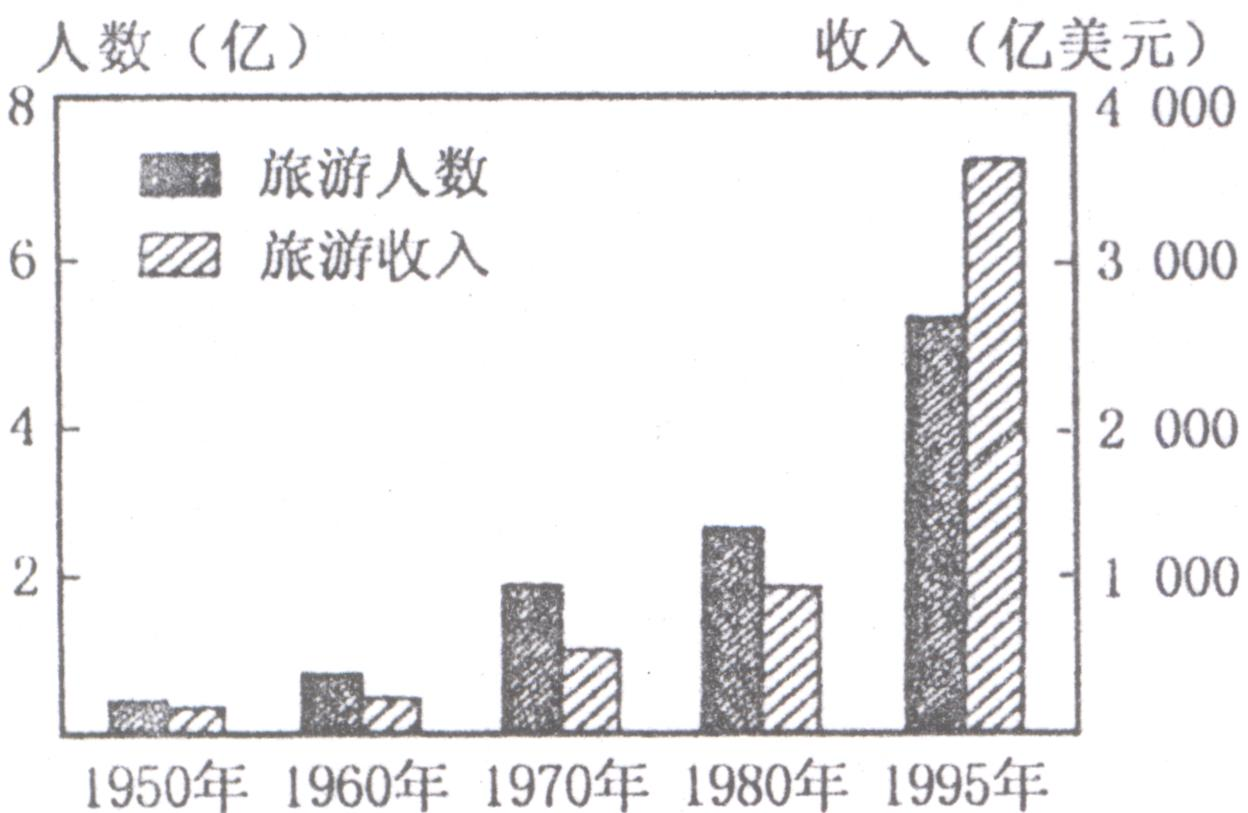 人数（亿） 收入（亿美元）
8 4 000
旅游人数
旅游收入
6 3 000
4 2 000
2 1 000
1950年 1960年 1970年 1980年 1995年